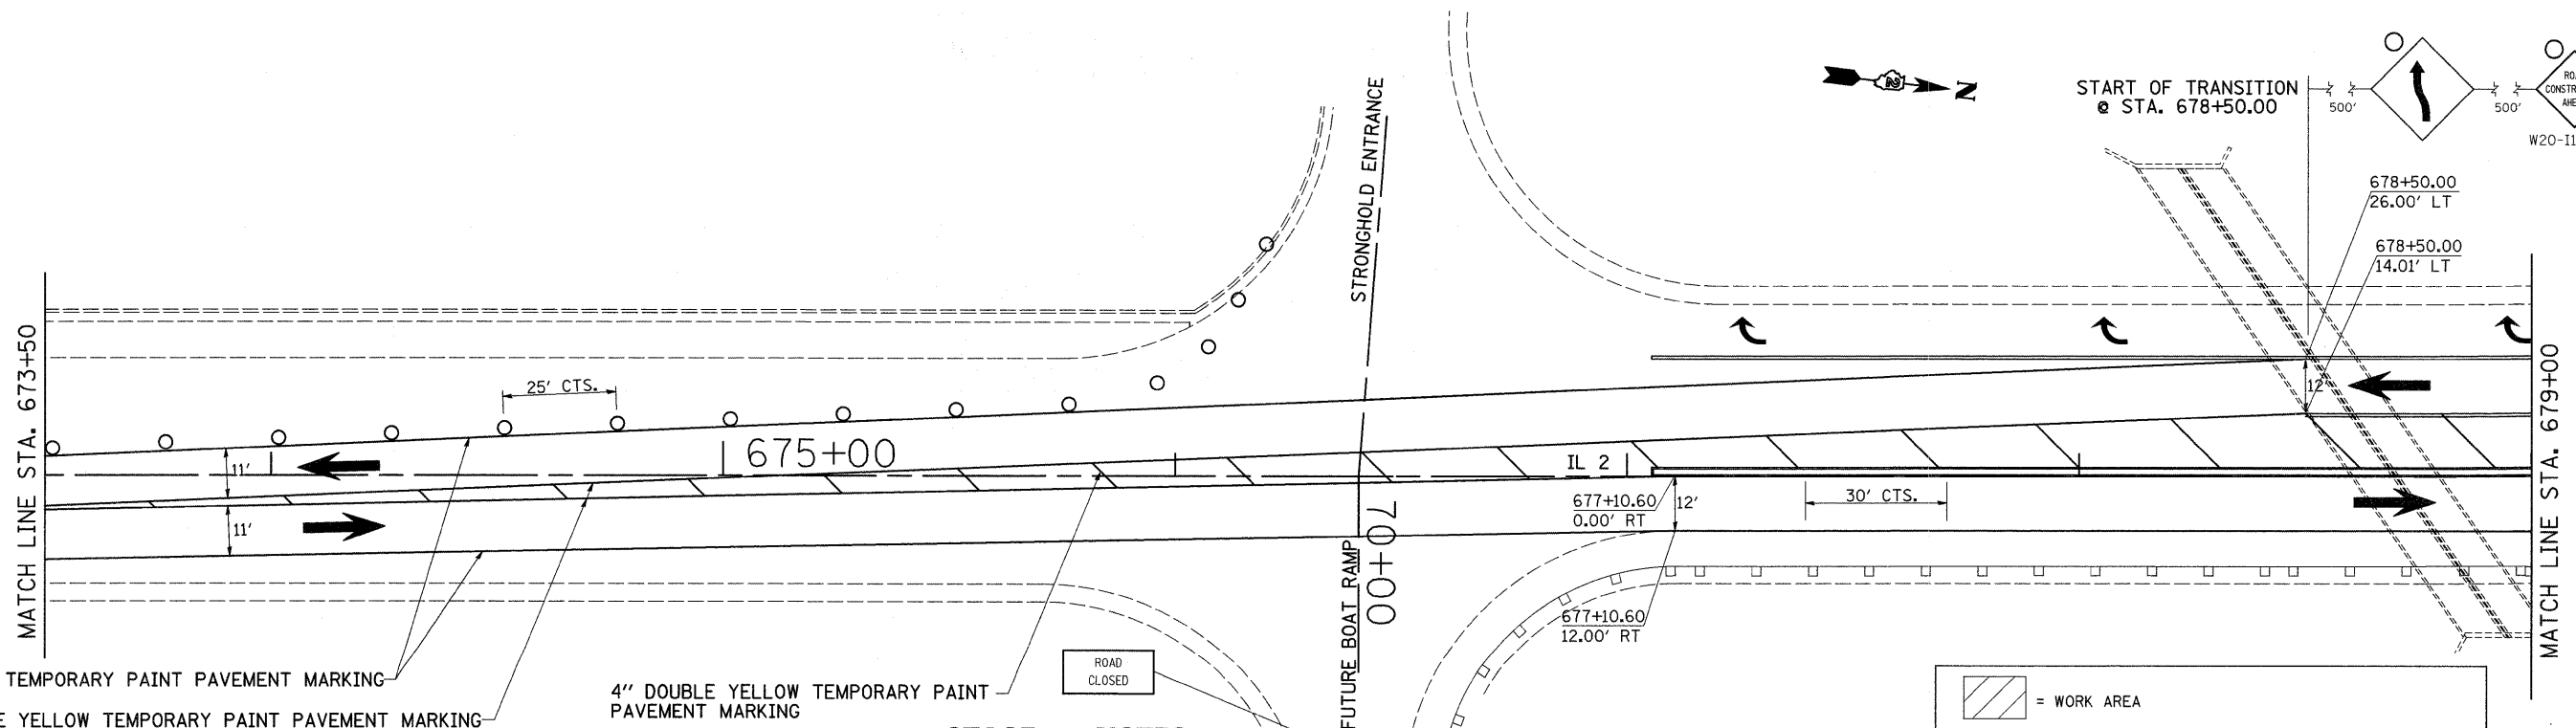 MATCH LINE STA. 673+50
25' CTS.
11'
11'
675+00
TEMPORARY PAINT PAVEMENT MARKING
YELLOW TEMPORARY PAINT PAVEMENT MARKING
4" DOUBLE YELLOW TEMPORARY PAINT
PAVEMENT MARKING
ROAD
CLOSED
STRONGHOLD ENTRANCE
70+00
FUTURE BOAT RAMP
IL 2
677+10.60
0.00' RT
12'
30' CTS.
677+10.60
12.00' RT
N
START OF TRANSITION
@ STA. 678+50.00
500'
500'
W20-I1
678+50.00
26.00' LT
678+50.00
14.01' LT
12'
MATCH LINE STA. 679+00
= WORK AREA